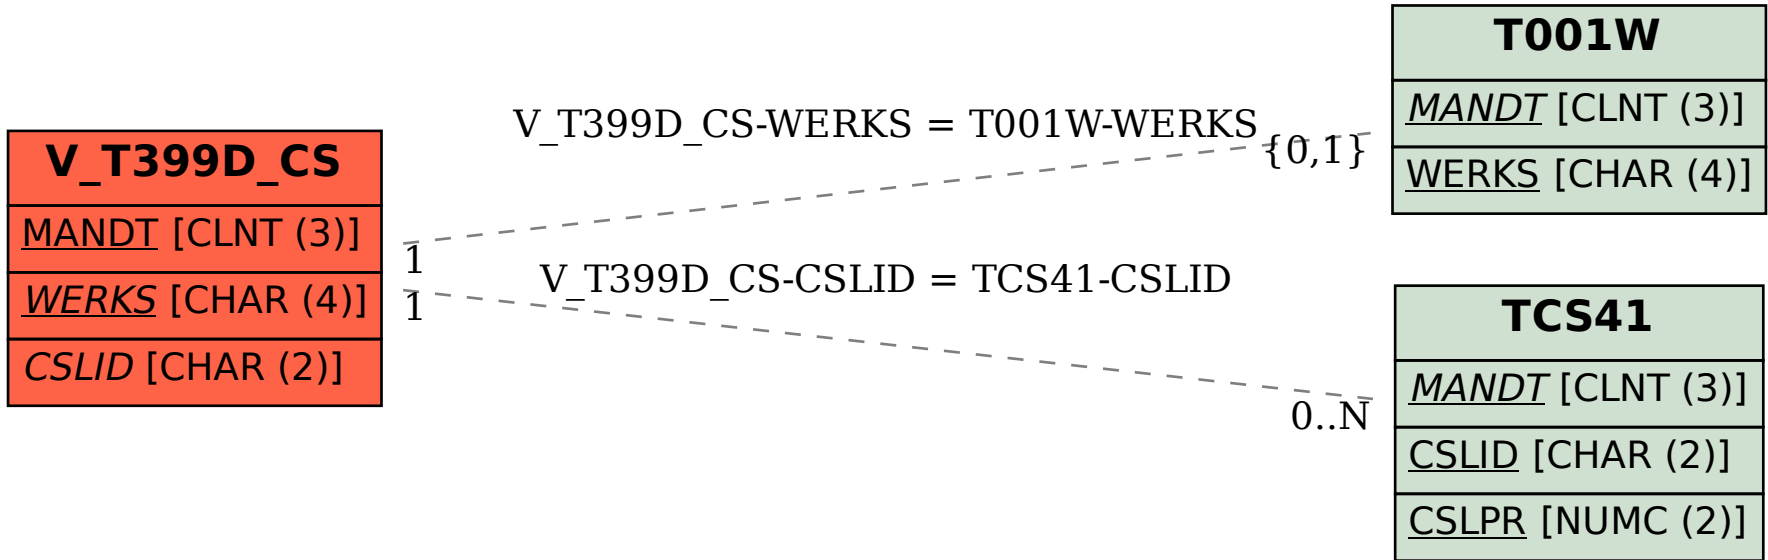 V_T399D_CS
MANDT [CLNT (3)]
WERKS [CHAR (4)]
CSLID [CHAR (2)]
V_T399D_CS-WERKS = T001W-WERKS
{0,1}
1
V_T399D_CS-CSLID = TCS41-CSLID
1
0..N
T001W
MANDT [CLNT (3)]
WERKS [CHAR (4)]
TCS41
MANDT [CLNT (3)]
CSLID [CHAR (2)]
CSLPR [NUMC (2)]